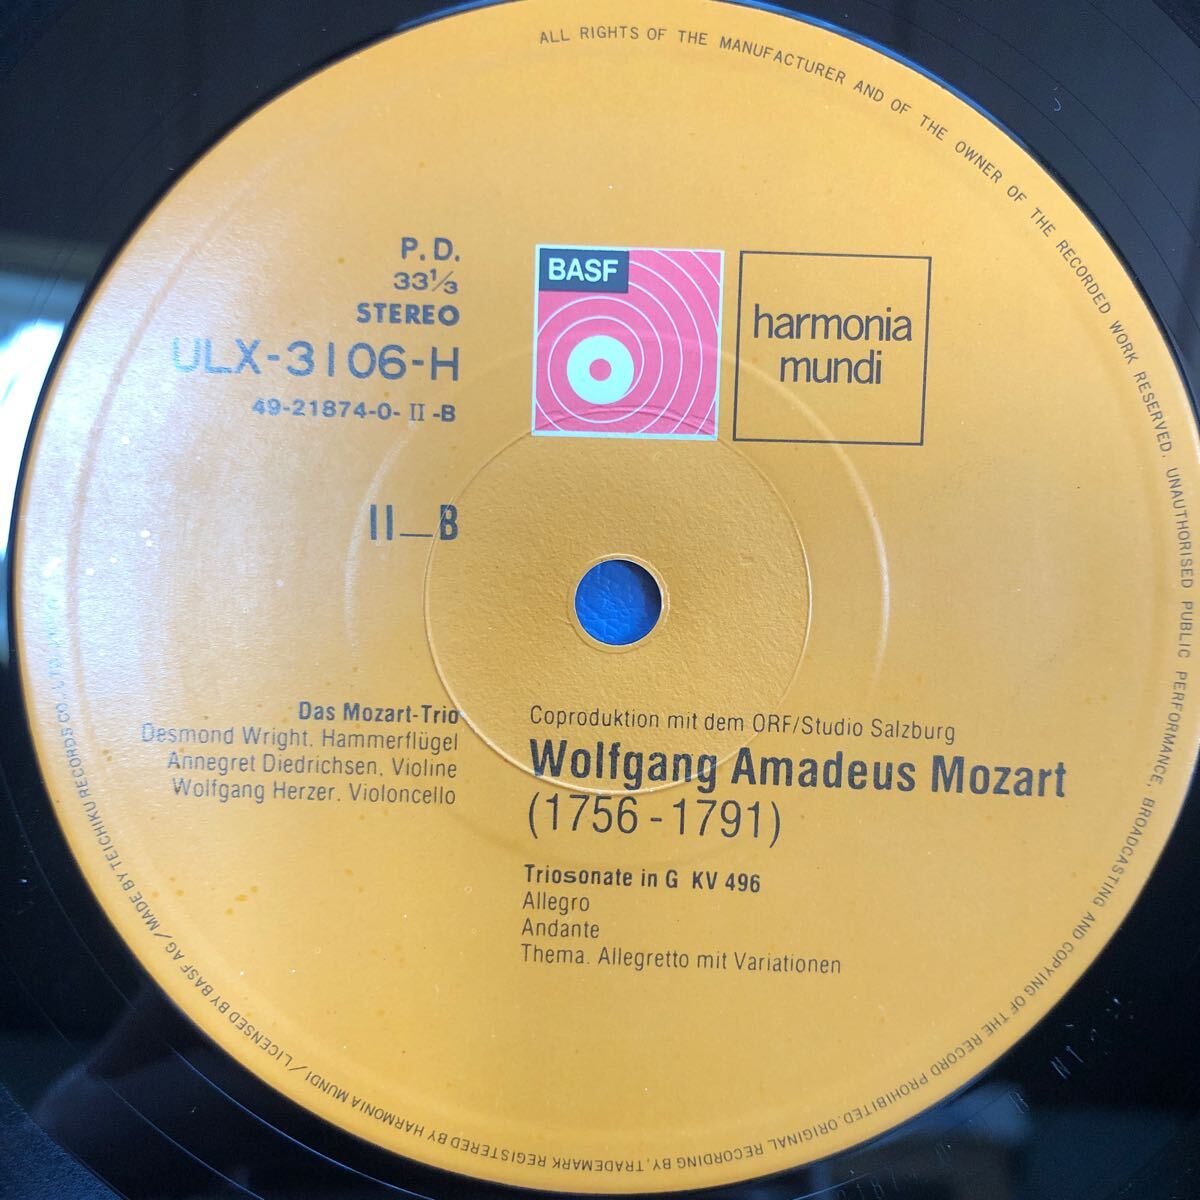 ALL RIGHTS OF THE MANUFACTURER AND OF THE OWNER OF THE RECORDED WORK RESERVED. UNAUTHORISED PUBLIC PERFORMANCE, BROADCASTING AND COPYING OF THE RECORD PROHIBITED. ORIGINAL RECORDING BY, TRADEMARK REGISTERED BY HARMONIA MUNDI / LICENSED BY BASF AG / MADE BY TEICHIKU RECORDS CO.
P.D.
33⅓
STEREO
ULX-3106-H
49-21874-0-II-B
BASF
harmonia
mundi
II—B
Das Mozart-Trio
Desmond Wright, Hammerflügel
Annegret Diedrichsen, Violine
Wolfgang Herzer, Violoncello
Coproduktion mit dem ORF/Studio Salzburg
Wolfgang Amadeus Mozart
(1756-1791)
Triosonate in G KV 496
Allegro
Andante
Thema. Allegretto mit Variationen